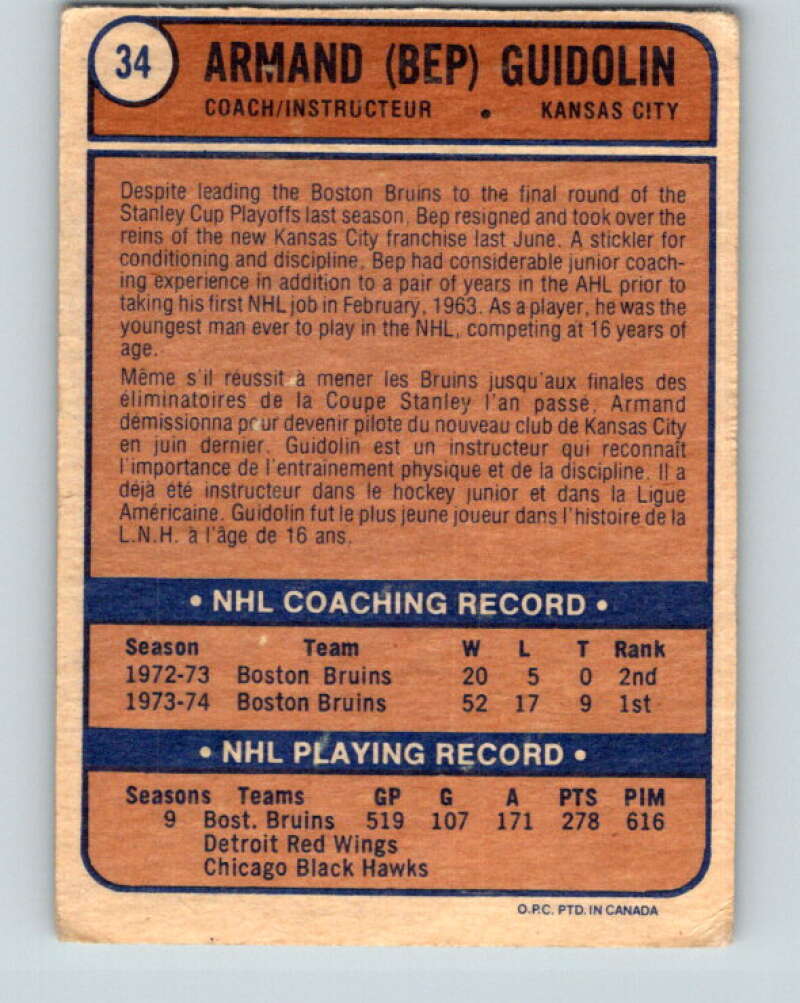 34
ARMAND (BEP) GUIDOLIN
COACH/INSTRUCTEUR • KANSAS CITY
Despite leading the Boston Bruins to the final round of the
Stanley Cup Playoffs last season, Bep resigned and took over the
reins of the new Kansas City franchise last June. A stickler for
conditioning and discipline, Bep had considerable junior coach-
ing experience in addition to a pair of years in the AHL prior to
taking his first NHL job in February, 1963. As a player, he was the
youngest man ever to play in the NHL, competing at 16 years of
age.
Même s'il réussit à mener les Bruins jusqu'aux finales des
éliminatoires de la Coupe Stanley l'an passé, Armand
démissionna pour devenir pilote du nouveau club de Kansas City
en juin dernier. Guidolin est un instructeur qui reconnaît
l'importance de l'entrainement physique et de la discipline. Il a
déjà été instructeur dans le hockey junior et dans la Ligue
Américaine. Guidolin fut le plus jeune joueur dans l'histoire de la
L.N.H. à l'âge de 16 ans.
• NHL COACHING RECORD •
Season Team W L T Rank
1972-73 Boston Bruins 20 5 0 2nd
1973-74 Boston Bruins 52 17 9 1st
• NHL PLAYING RECORD •
Seasons Teams GP G A PTS PIM
9 Bost. Bruins 519 107 171 278 616
Detroit Red Wings
Chicago Black Hawks
O.P.C. PTD. IN CANADA